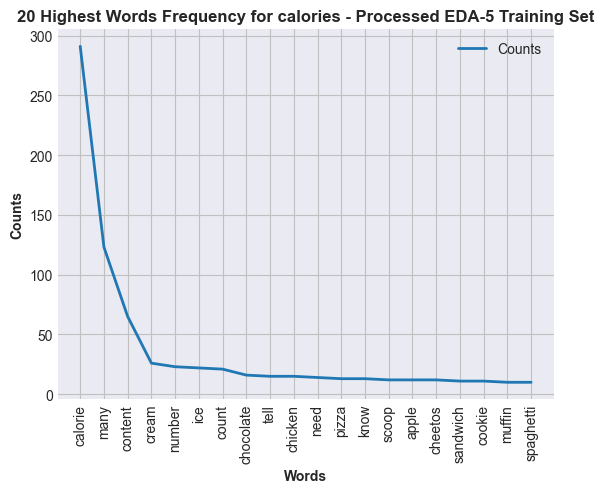 20 Highest Words Frequency for calories - Processed EDA-5 Training Set
Counts
300
250
200
150
100
50
0
Counts
calorie
many
content
cream
number
ice
count
chocolate
tell
chicken
need
pizza
know
scoop
apple
cheetos
sandwich
cookie
muffin
spaghetti
Words